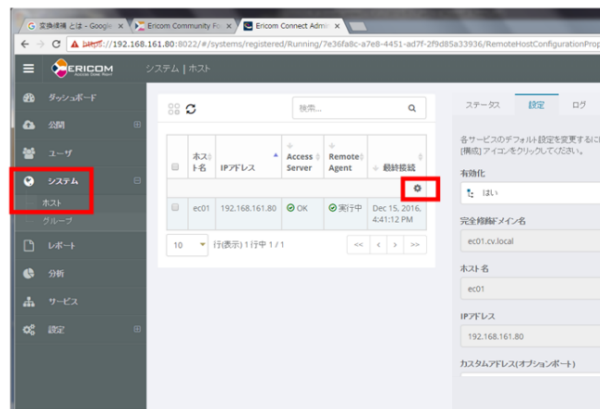 変換候補 とは - Google
Ericom Community Fo
Ericom Connect Admi
https://192.168.161.80:8022/#/systems/registered/Running/7e36fa8c-a7e8-4451-ad7f-2f9d85a33936/RemoteHostConfigurationProp
ERICOM
システム | ホスト
ダッシュボード
公開
ユーザ
システム
ホスト
グループ
レポート
分析
サービス
設定
検索...
ホスト名 IPアドレス Access Server Remote Agent 最終接続
ec01 192.168.161.80 OK 実行中 Dec 15, 2016, 4:41:12 PM
10 行(表示) 1 行中 1 / 1
<< < > >>
ステータス 設定 ログ
各サービスのデフォルト設定を変更するに
[構成] アイコンをクリックしてください。
有効化
はい
完全修飾ドメイン名
ec01.cv.local
ホスト名
ec01
IPアドレス
192.168.161.80
カスタムアドレス(オプションポート)